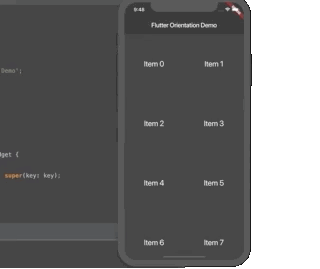 Demo';
dget {
super(key: key);
9:48
Flutter Orientation Demo
Item 0 Item 1
Item 2 Item 3
Item 4 Item 5
Item 6 Item 7